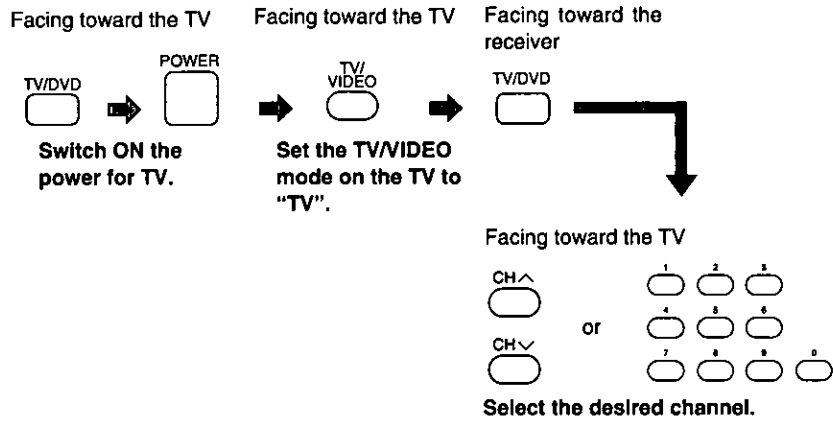 Facing toward the TV
TV/DVD
POWER
Switch ON the
power for TV.
Facing toward the TV
TV/
VIDEO
Set the TV/VIDEO
mode on the TV to
“TV”.
Facing toward the
receiver
TV/DVD
Facing toward the TV
CH ∧
CH ∨
or
1 2 3
4 5 6
7 8 9 0
Select the desired channel.